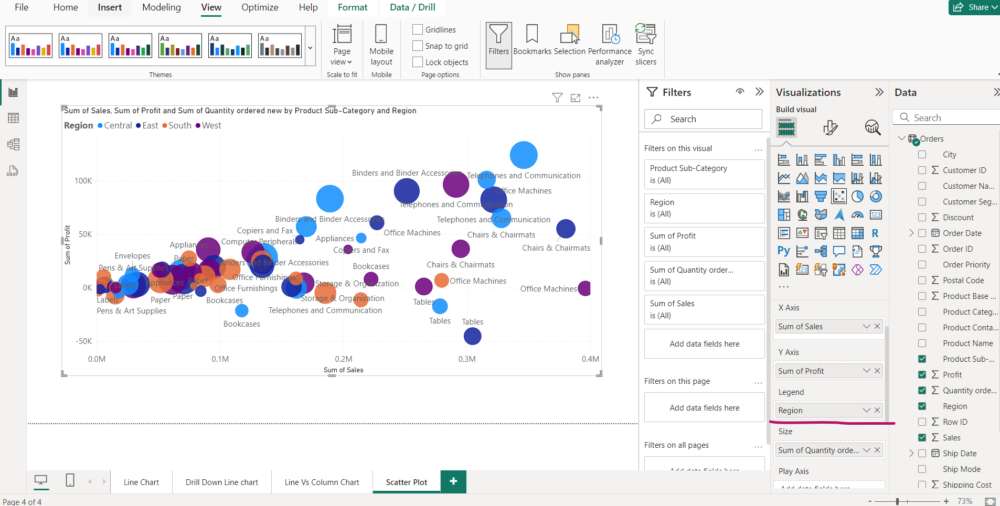 File Home Insert Modeling View Optimize Help Format Data / Drill
Share
Aa Aa Aa Aa Aa Aa
Themes
Page view
Scale to fit
Mobile layout
Mobile
Gridlines
Snap to grid
Lock objects
Page options
Filters Bookmarks Selection Performance analyzer Sync slicers
Show panes
Sum of Sales, Sum of Profit and Sum of Quantity ordered new by Product Sub-Category and Region
Region Central East South West
Sum of Profit
100K
50K
0K
-50K
0.0M 0.1M 0.2M 0.3M 0.4M
Sum of Sales
Binders and Binder Accessories
Telephones and Communication
Office Machines
Telephones and Communication
Binders and Binder Accessories
Telephones and Communication
Copiers and Fax
Office Machines
Chairs & Chairmats
Appliances
Computer Peripherals
Appliances
Copiers and Fax
Chairs & Chairmats
Envelopes
Paper
Binders and Binder Accessories
Bookcases
Chairs & Chairmats
Pens & Art Supplies
Office Furnishings
Office Machines
Labels
Appliances
Paper
Office Furnishings
Storage & Organization
Office Machines
Labels
Paper
Paper
Bookcases
Storage & Organization
Tables
Pens & Art Supplies
Telephones and Communication
Bookcases
Tables
Tables
Filters
Search
Filters on this visual
...
Product Sub-Category
is (All)
Region
is (All)
Sum of Profit
is (All)
Sum of Quantity order...
is (All)
Sum of Sales
is (All)
Add data fields here
Filters on this page
...
Add data fields here
Filters on all pages
...
Add data fields here
Visualizations
Build visual
123
R
Py
123
...
X Axis
Sum of Sales
Y Axis
Sum of Profit
Legend
Region
Size
Sum of Quantity orde...
Play Axis
Add data fields here
Data
Search
Orders
City
Customer ID
Customer Na...
Customer Seg...
Discount
Order Date
Order ID
Order Priority
Postal Code
Product Base ...
Product Categ...
Product Conta...
Product Name
Product Sub-...
Profit
Quantity orde...
Region
Row ID
Sales
Ship Date
Ship Mode
Shipping Cost
DAX
Line Chart Drill Down Line chart Line Vs Column Chart Scatter Plot +
Page 4 of 4
- + 73%